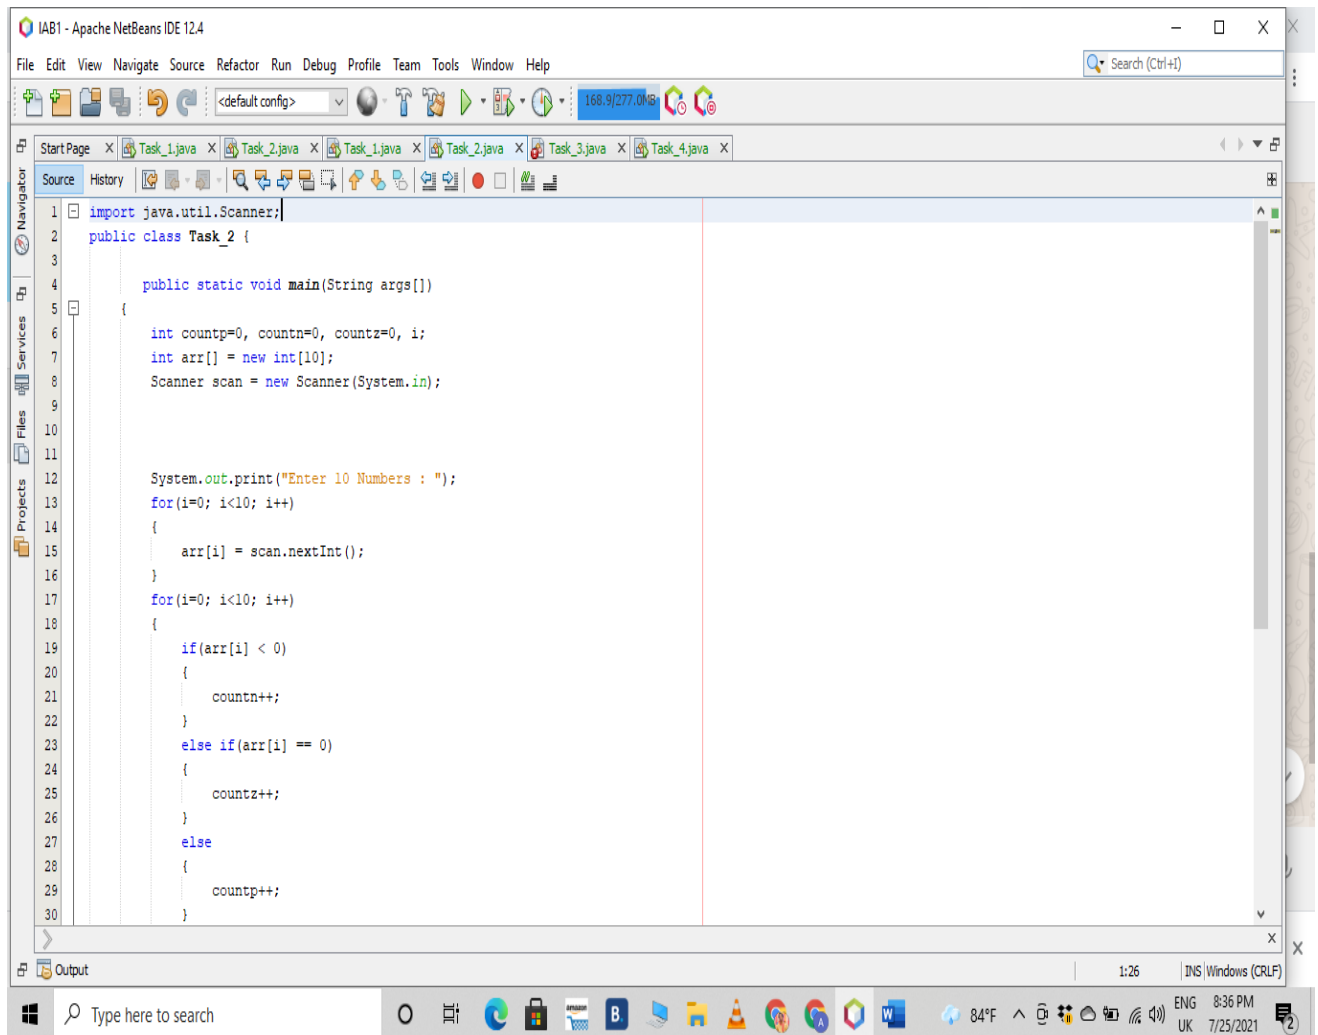 IAB1 - Apache NetBeans IDE 12.4
File Edit View Navigate Source Refactor Run Debug Profile Team Tools Window Help
Search (Ctrl+I)
<default config>
168.9/277.0MB
Start Page Task_1.java Task_2.java Task_1.java Task_2.java Task_3.java Task_4.java
Source History
Navigator
Services
Files
Projects
1 import java.util.Scanner;
2 public class Task_2 {
3
4 public static void main(String args[])
5 {
6 int countp=0, countn=0, countz=0, i;
7 int arr[] = new int[10];
8 Scanner scan = new Scanner(System.in);
9
10
11
12 System.out.print("Enter 10 Numbers : ");
13 for(i=0; i<10; i++)
14 {
15 arr[i] = scan.nextInt();
16 }
17 for(i=0; i<10; i++)
18 {
19 if(arr[i] < 0)
20 {
21 countn++;
22 }
23 else if(arr[i] == 0)
24 {
25 countz++;
26 }
27 else
28 {
29 countp++;
30 }
Output
1:26 INS Windows (CRLF)
Type here to search
amazon
B.
W
84°F
ENG
UK
8:36 PM
7/25/2021
2